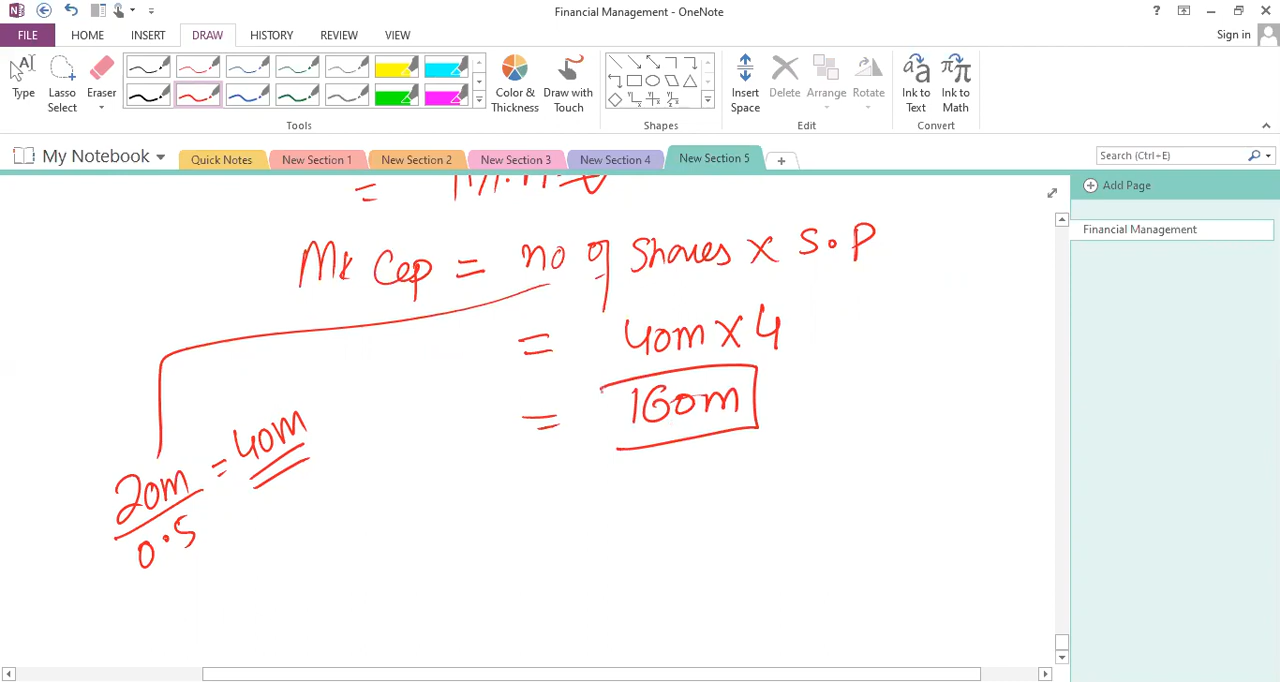 Financial Management - OneNote
? 
Sign in
FILE HOME INSERT DRAW HISTORY REVIEW VIEW
Type Lasso Select Eraser
Color & Thickness Draw with Touch
Insert Space Delete Arrange Rotate
Ink to Text Ink to Math
Tools Shapes Edit Convert
My Notebook Quick Notes New Section 1 New Section 2 New Section 3 New Section 4 New Section 5
Search (Ctrl+E)
Add Page
Financial Management
=
Mk Cap = no of shares x S.P
= 40m x 4
= 160m
20m/0.5 = 40m